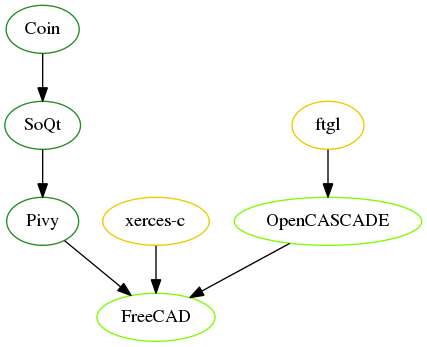 Coin
SoQt
ftgl
Pivy
xerces-c
OpenCASCADE
FreeCAD